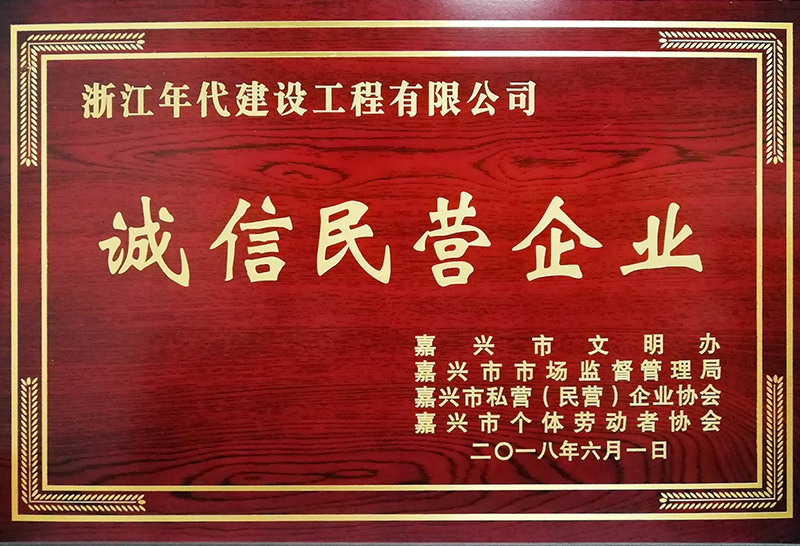 浙江年代建设工程有限公司
诚信民营企业
嘉兴市文明办
嘉兴市市场监督管理局
嘉兴市私营（民营）企业协会
嘉兴市个体劳动者协会
二〇一八年六月一日